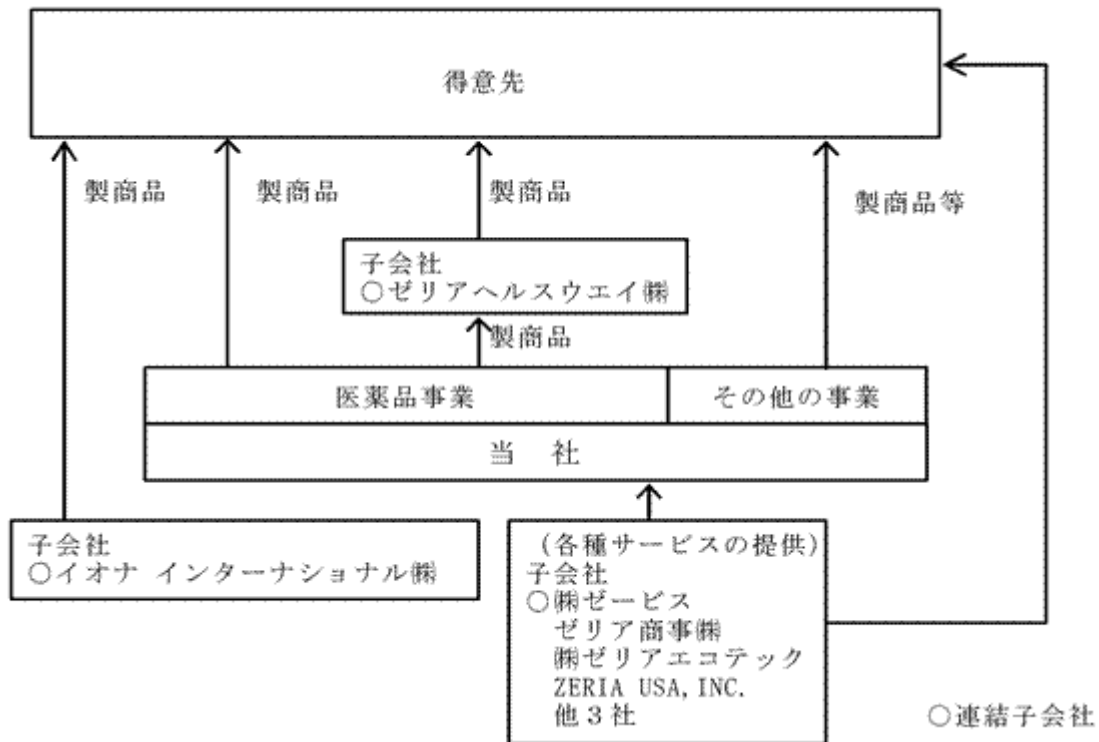 得意先
製商品
製商品
製商品
製商品等
子会社
○ゼリアヘルスウエイ㈱
製商品
医薬品事業
その他の事業
当　社
子会社
○イオナ インターナショナル㈱
(各種サービスの提供)
子会社
○㈱ゼービス
ゼリア商事㈱
㈱ゼリアエコテック
ZERIA USA, INC.
他３社
○連結子会社